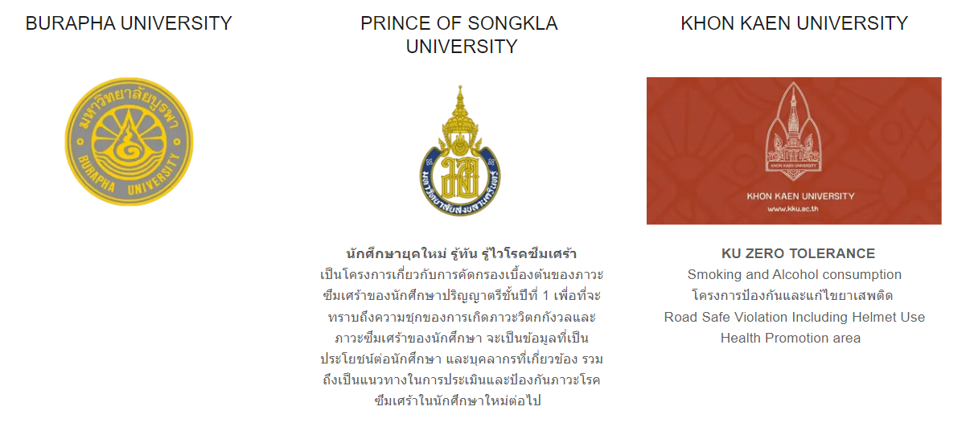 BURAPHA UNIVERSITY
มหาวิทยาลัยบูรพา
BURAPHA UNIVERSITY
PRINCE OF SONGKLA
UNIVERSITY
มหาวิทยาลัยสงขลานครินทร์
นักศึกษายุคใหม่ รู้ทัน รู้ไวโรคซึมเศร้า
เป็นโครงการเกี่ยวกับการคัดกรองเบื้องต้นของภาวะ
ซึมเศร้าของนักศึกษาปริญญาตรีชั้นปีที่ 1 เพื่อที่จะ
ทราบถึงความชุกของการเกิดภาวะวิตกกังวลและ
ภาวะซึมเศร้าของนักศึกษา จะเป็นข้อมูลที่เป็น
ประโยชน์ต่อนักศึกษา และบุคลากรที่เกี่ยวข้อง รวม
ถึงเป็นแนวทางในการประเมินและป้องกันภาวะโรค
ซึมเศร้าในนักศึกษาใหม่ต่อไป
KHON KAEN UNIVERSITY
KHON KAEN UNIVERSITY
KHON KAEN UNIVERSITY
www.kku.ac.th
KU ZERO TOLERANCE
Smoking and Alcohol consumption
โครงการป้องกันและแก้ไขยาเสพติด
Road Safe Violation Including Helmet Use
Health Promotion area